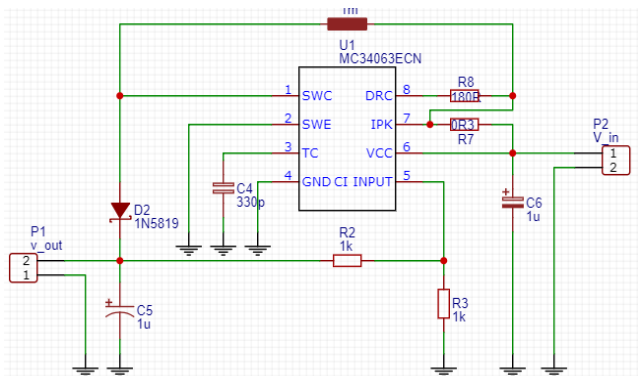 1m
U1
MC34063ECN
1 SWC DRC 8
R8
180R
2 SWE IPK 7
0R3
R7
3 TC VCC 6
4 GND CI INPUT 5
P2
V_in
1
2
C4
330p
C6
1u
D2
1N5819
P1
v_out
2
1
R2
1k
C5
1u
R3
1k